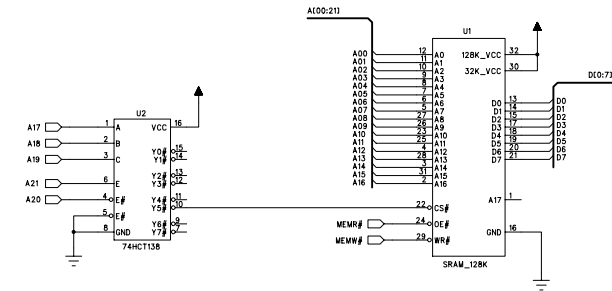 A[00:21]
D[0:7]
U1
A00 12 A0
A01 11 A1
A02 10 A2
A03 9 A3
A04 8 A4
A05 7 A5
A06 6 A6
A07 5 A7
A08 27 A8
A09 26 A9
A10 23 A10
A11 25 A11
A12 4 A12
A13 28 A13
A14 3 A14
A15 31 A15
A16 2 A16
128K_VCC 32
32K_VCC 30
D0 13 D0
D1 14 D1
D2 15 D2
D3 17 D3
D4 18 D4
D5 19 D5
D6 20 D6
D7 21 D7
A17 1
22 CS#
MEMR# 24 OE#
MEMW# 29 WR#
GND 16
SRAM_128K
U2
A17 1 A
A18 2 B
A19 3 C
A21 6 E
A20 4 E#
5 E#
8 GND
VCC 16
Y0# 15
Y1# 14
Y2# 13
Y3# 12
Y4# 11
Y5# 10
Y6# 9
Y7# 7
74HCT138